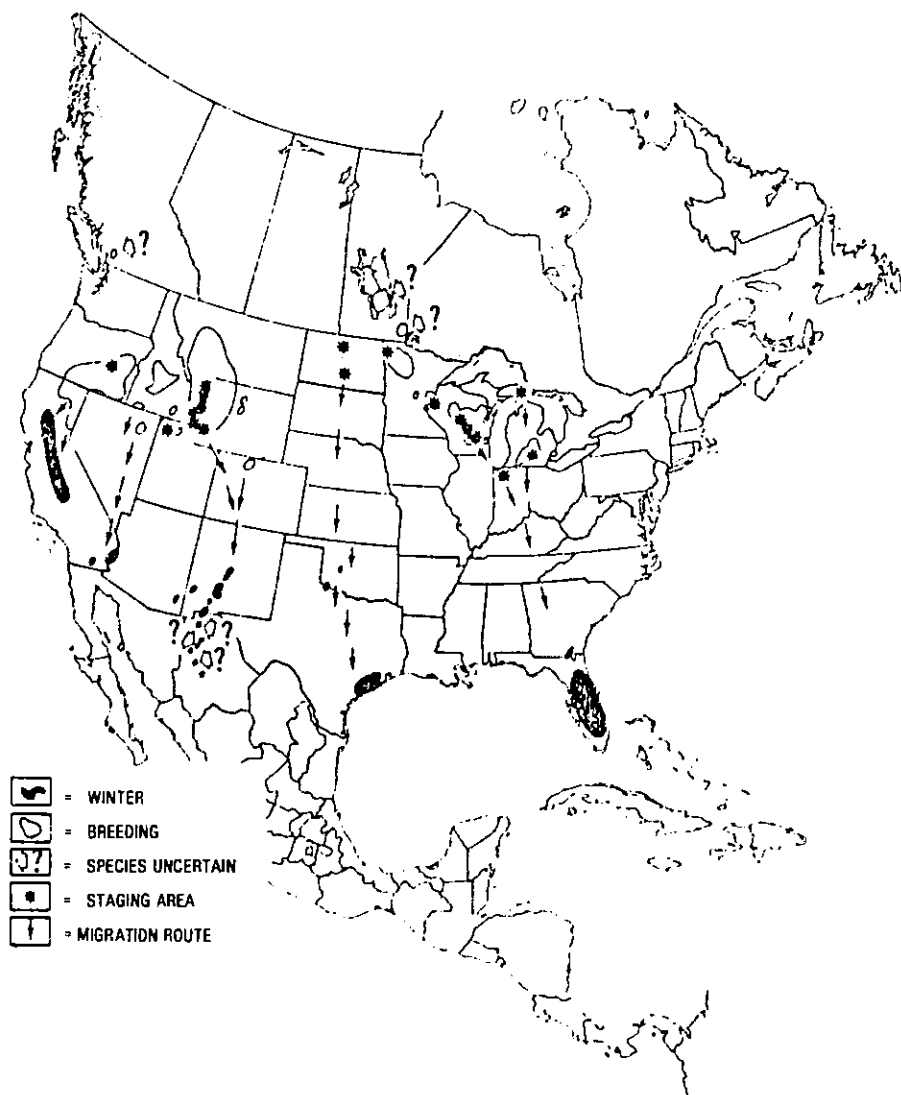 ?
?
?
?
?
?
= WINTER
= BREEDING
? = SPECIES UNCERTAIN
= STAGING AREA
= MIGRATION ROUTE